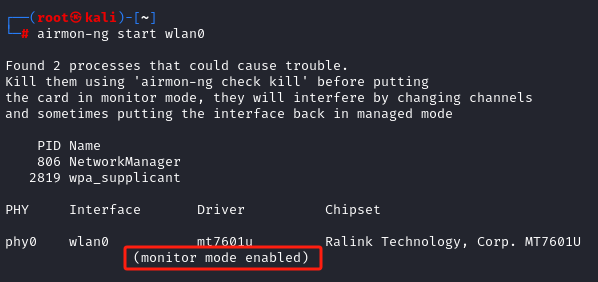 ┌──(root㉿kali)-[~]
└─# airmon-ng start wlan0
Found 2 processes that could cause trouble.
Kill them using 'airmon-ng check kill' before putting
the card in monitor mode, they will interfere by changing channels
and sometimes putting the interface back in managed mode
PID Name
806 NetworkManager
2819 wpa_supplicant
PHY Interface Driver Chipset
phy0 wlan0 mt7601u Ralink Technology, Corp. MT7601U
(monitor mode enabled)